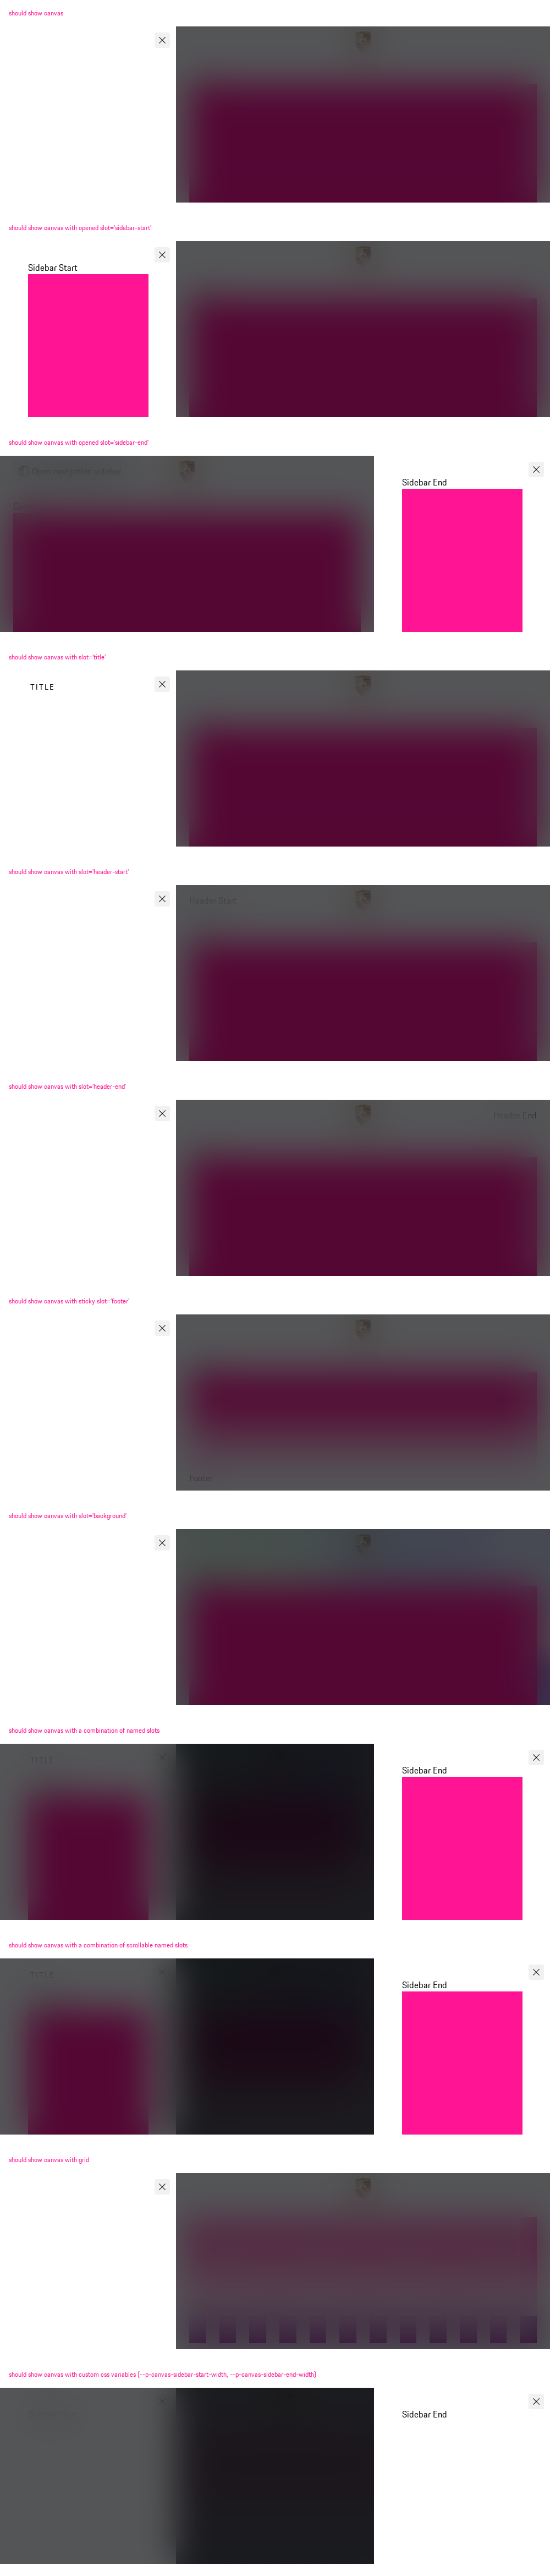 should show canvas
should show canvas with opened slot='sidebar-start'
Sidebar Start
should show canvas with opened slot='sidebar-end'
Open navigation sidebar
Sidebar End
should show canvas with slot='title'
TITLE
should show canvas with slot='header-start'
Header Start
should show canvas with slot='header-end'
Header End
should show canvas with sticky slot='footer'
Footer
should show canvas with slot='background'
should show canvas with a combination of named slots
TITLE
Sidebar End
should show canvas with a combination of scrollable named slots
TITLE
Sidebar End
should show canvas with grid
should show canvas with custom css variables (--p-canvas-sidebar-start-width, --p-canvas-sidebar-end-width)
Sidebar End